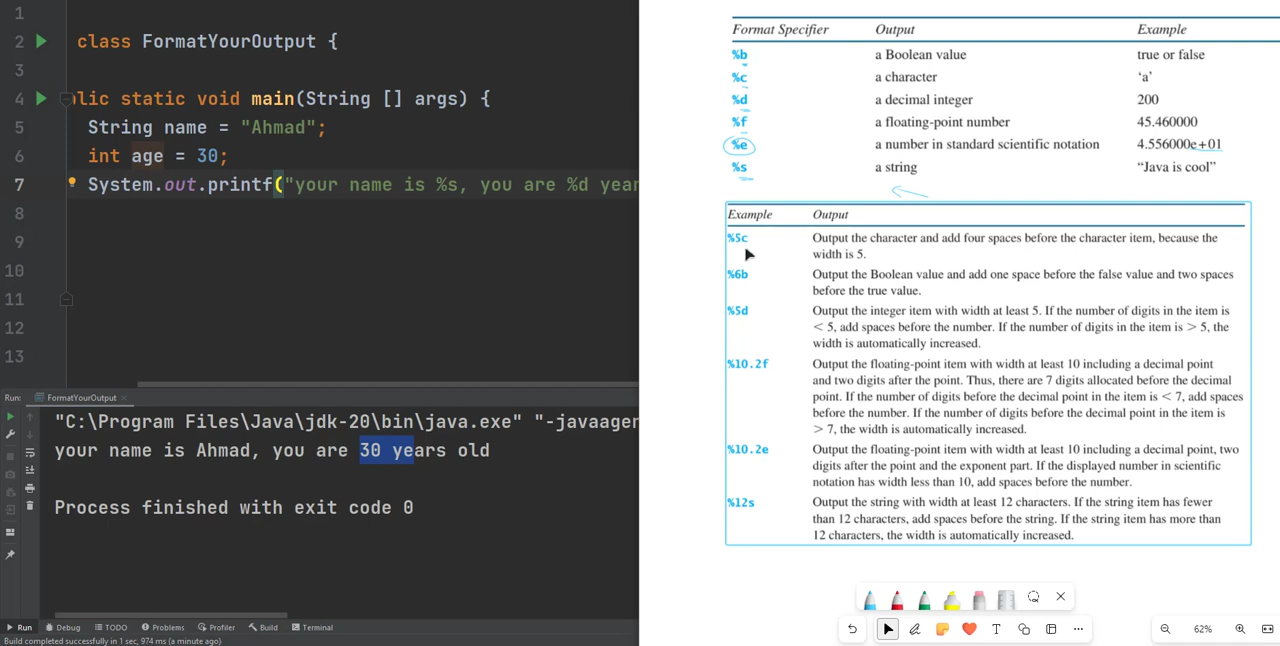 1
2 class FormatYourOutput {
3
4 blic static void main(String [] args) {
5 String name = "Ahmad";
6 int age = 30;
7 System.out.printf("your name is %s, you are %d year
8
9
10
11
12
13
Run: FormatYourOutput ×
"C:\Program Files\Java\jdk-20\bin\java.exe" "-javaagen
your name is Ahmad, you are 30 years old
Process finished with exit code 0
Run Debug TODO Problems Profiler Build Terminal
Build completed successfully in 1 sec, 974 ms (a minute ago)
Format Specifier Output Example
%b a Boolean value true or false
%c a character ‘a’
%d a decimal integer 200
%f a floating-point number 45.460000
%e a number in standard scientific notation 4.556000e+01
%s a string “Java is cool”
Example Output
%5c Output the character and add four spaces before the character item, because the
width is 5.
%6b Output the Boolean value and add one space before the false value and two spaces
before the true value.
%5d Output the integer item with width at least 5. If the number of digits in the item is
< 5, add spaces before the number. If the number of digits in the item is > 5, the
width is automatically increased.
%10.2f Output the floating-point item with width at least 10 including a decimal point
and two digits after the point. Thus, there are 7 digits allocated before the decimal
point. If the number of digits before the decimal point in the item is < 7, add spaces
before the number. If the number of digits before the decimal point in the item is
> 7, the width is automatically increased.
%10.2e Output the floating-point item with width at least 10 including a decimal point, two
digits after the point and the exponent part. If the displayed number in scientific
notation has width less than 10, add spaces before the number.
%12s Output the string with width at least 12 characters. If the string item has fewer
than 12 characters, add spaces before the string. If the string item has more than
12 characters, the width is automatically increased.
62%